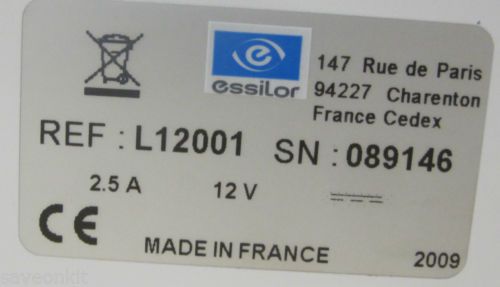 essilor
147 Rue de Paris
94227 Charenton
France Cedex
REF : L12001 SN : 089146
2.5 A 12 V
CE
MADE IN FRANCE 2009
saveonkit